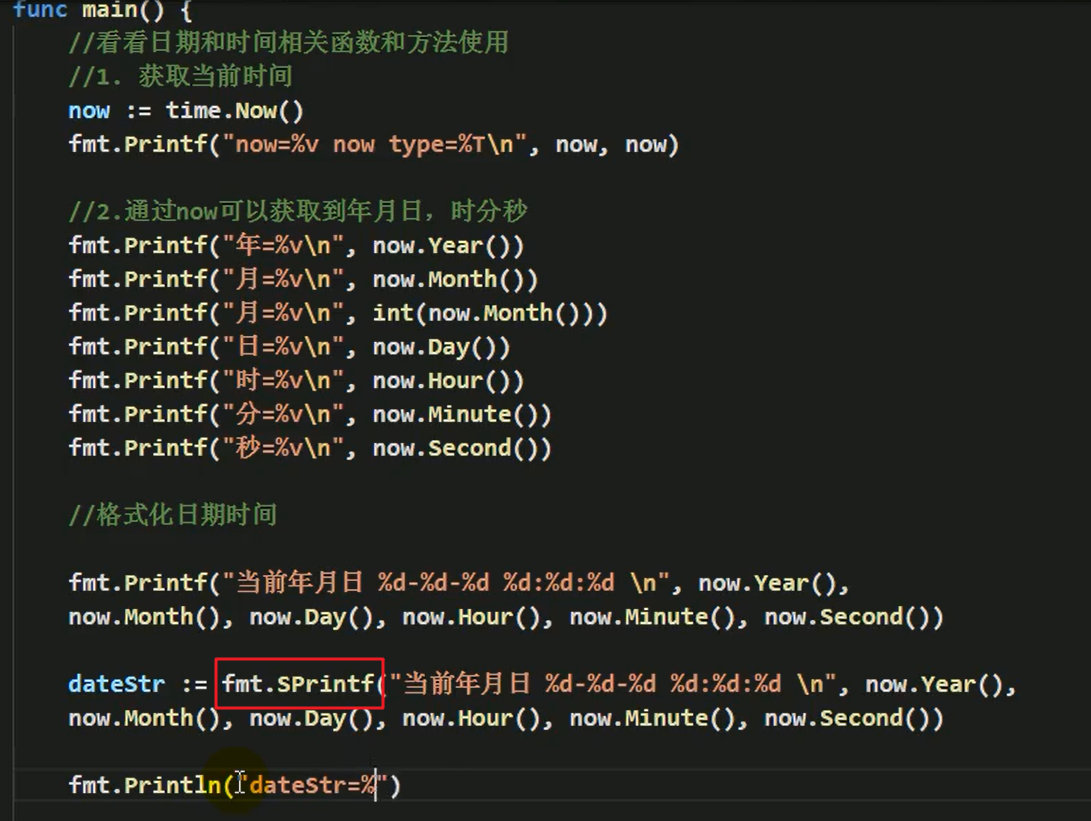 func main() {
//看看日期和时间相关函数和方法使用
//1. 获取当前时间
now := time.Now()
fmt.Printf("now=%v now type=%T\n", now, now)
//2.通过now可以获取到年月日，时分秒
fmt.Printf("年=%v\n", now.Year())
fmt.Printf("月=%v\n", now.Month())
fmt.Printf("月=%v\n", int(now.Month()))
fmt.Printf("日=%v\n", now.Day())
fmt.Printf("时=%v\n", now.Hour())
fmt.Printf("分=%v\n", now.Minute())
fmt.Printf("秒=%v\n", now.Second())
//格式化日期时间
fmt.Printf("当前年月日 %d-%d-%d %d:%d:%d \n", now.Year(),
now.Month(), now.Day(), now.Hour(), now.Minute(), now.Second())
dateStr := fmt.SPrintf("当前年月日 %d-%d-%d %d:%d:%d \n", now.Year(),
now.Month(), now.Day(), now.Hour(), now.Minute(), now.Second())
fmt.Println("dateStr=%")